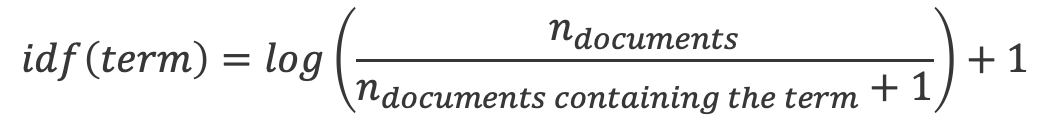 idf(term) = log(n_documents / (n_documents containing the term + 1)) + 1